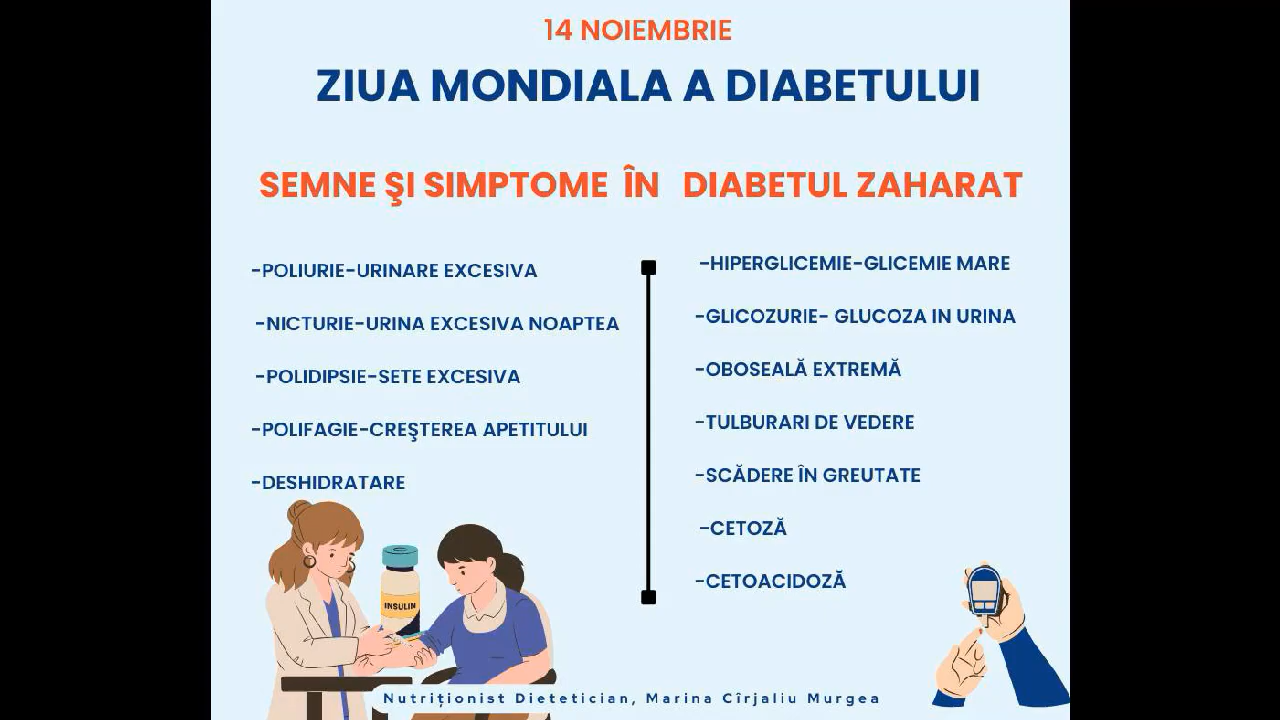 14 NOIEMBRIE
ZIUA MONDIALA A DIABETULUI
SEMNE ŞI SIMPTOME ÎN DIABETUL ZAHARAT
-POLIURIE-URINARE EXCESIVA
-NICTURIE-URINA EXCESIVA NOAPTEA
-POLIDIPSIE-SETE EXCESIVA
-POLIFAGIE-CREŞTEREA APETITULUI
-DESHIDRATARE
-HIPERGLICEMIE-GLICEMIE MARE
-GLICOZURIE- GLUCOZA IN URINA
-OBOSEALĂ EXTREMĂ
-TULBURARI DE VEDERE
-SCĂDERE ÎN GREUTATE
-CETOZĂ
-CETOACIDOZĂ
INSULIN
Nutriționist Dietetician, Marina Cîrjaliu Murgea